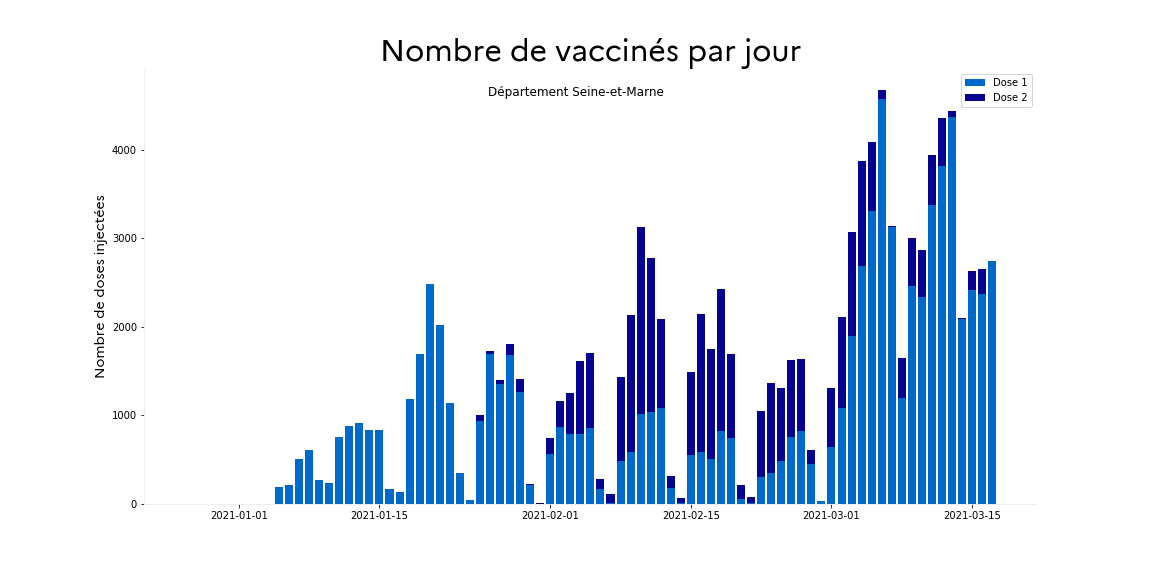 Nombre de vaccinés par jour
Département Seine-et-Marne
Dose 1
Dose 2
Nombre de doses injectées
4000
3000
2000
1000
0
2021-01-01
2021-01-15
2021-02-01
2021-02-15
2021-03-01
2021-03-15